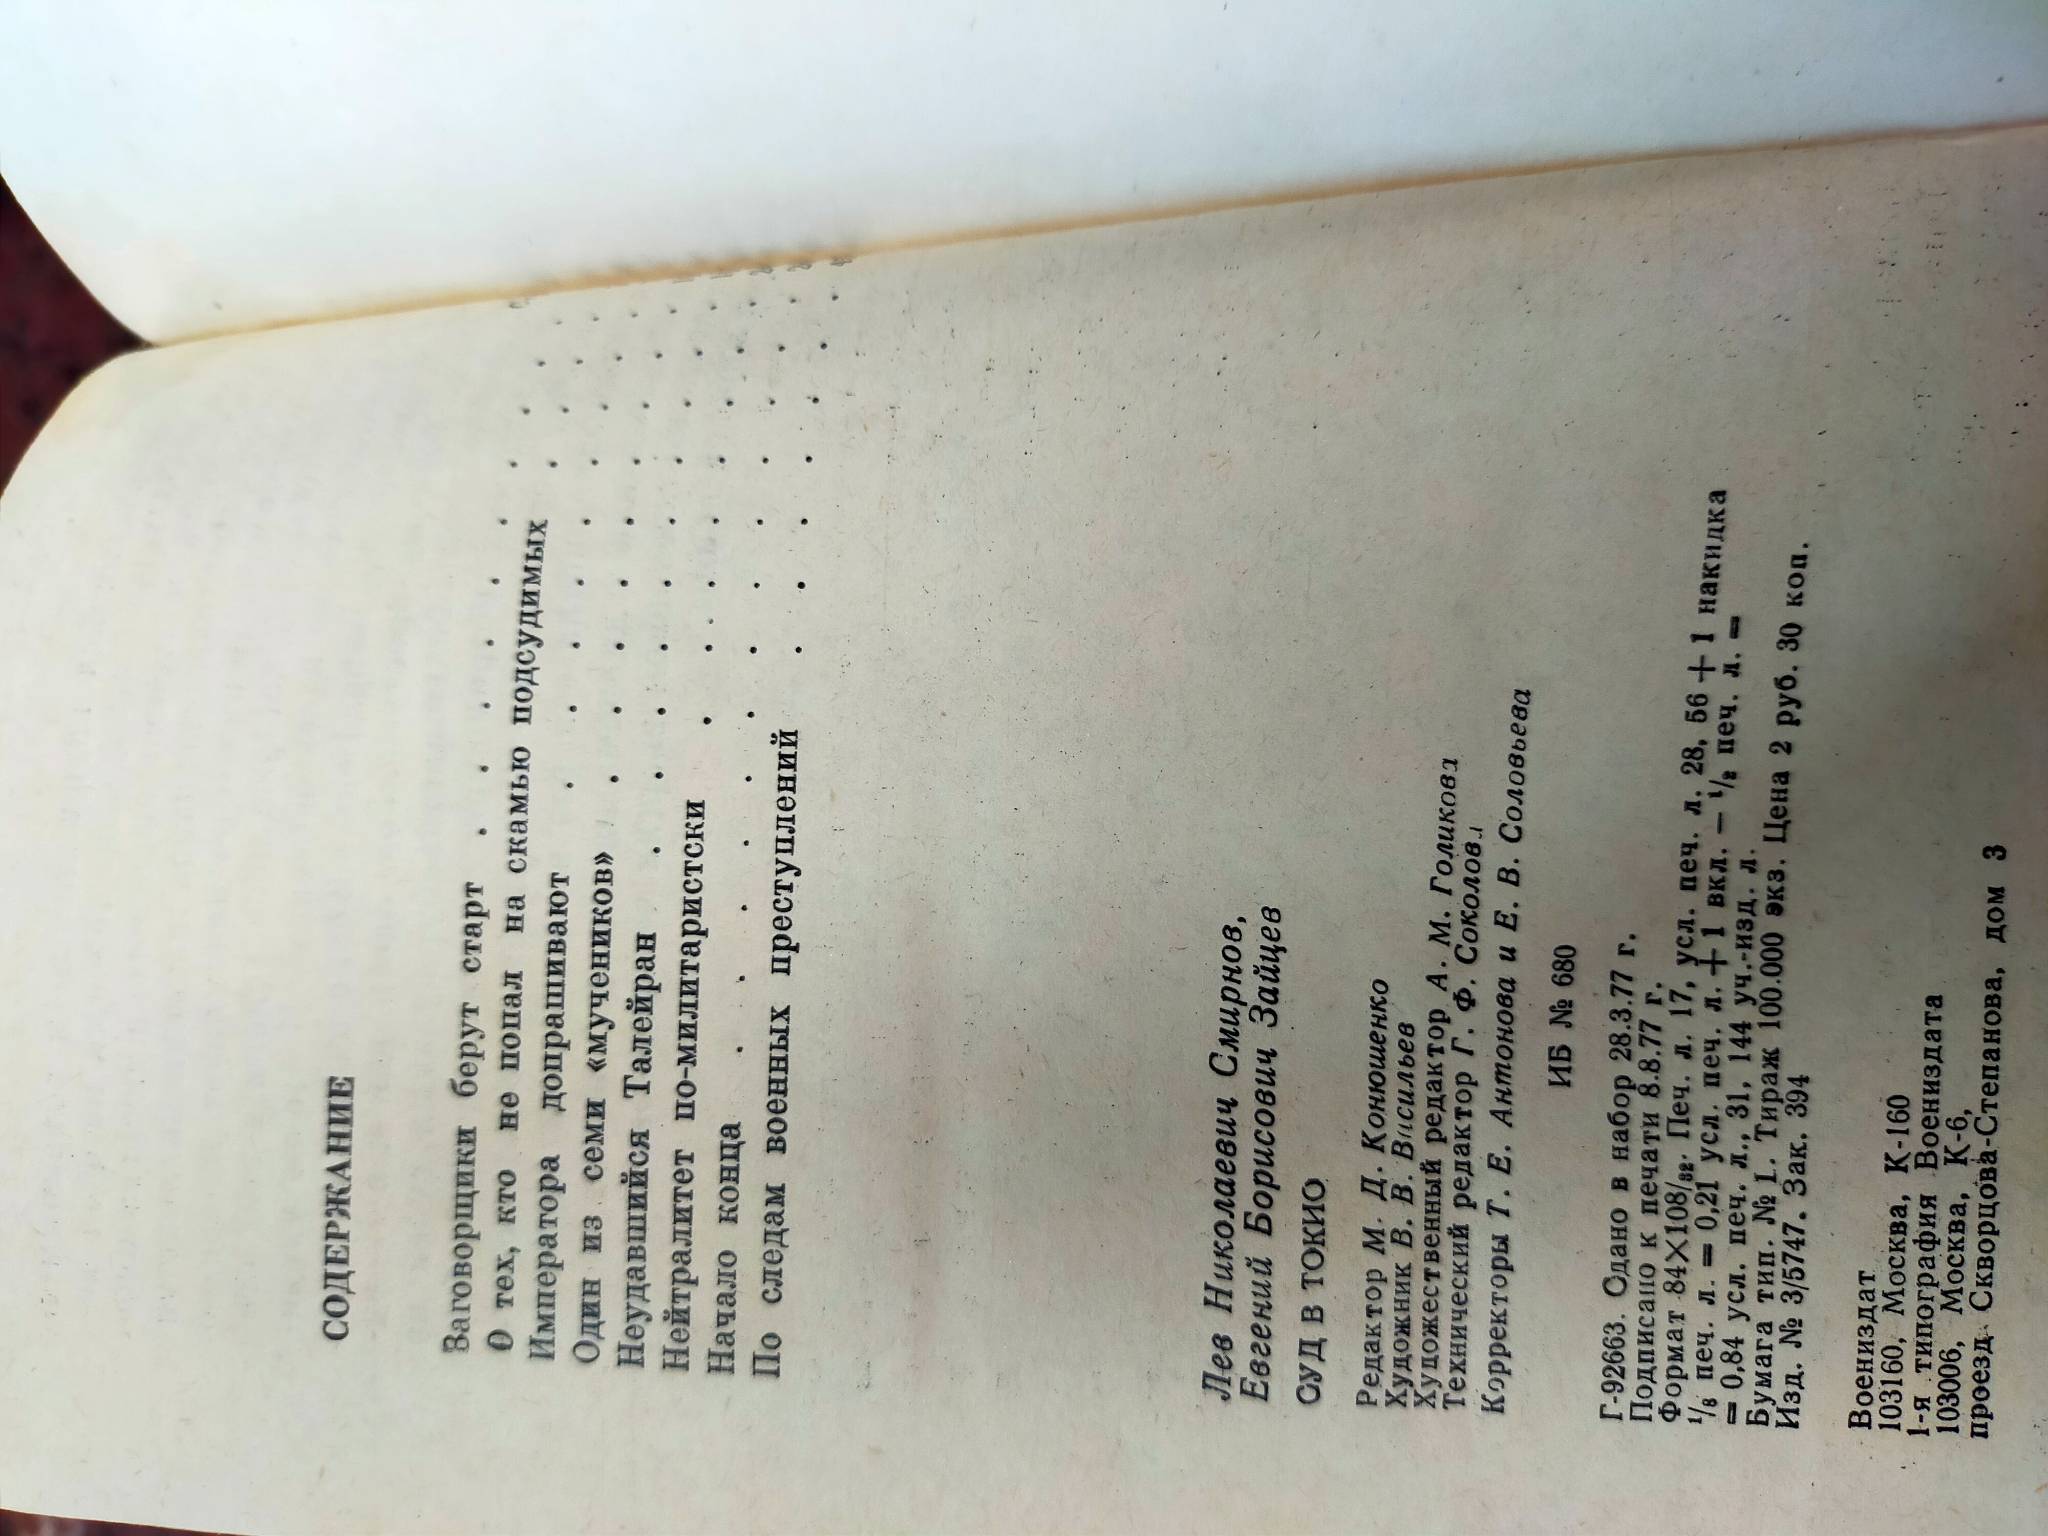 СОДЕРЖАНИЕ
Заговорщики берут старт
О тех, кто не попал на скамью подсудимых
Императора допрашивают
Один из семи «мучеников»
Неудавшийся Талейран
Нейтралитет по-милитаристски
Начало конца
По следам военных преступлений
Лев Николаевич Смирнов,
Евгений Борисович Зайцев
СУД В ТОКИО
Редактор М. Д. Конюшенко
Художник В. В. Васильев
Художественный редактор А. М. Голикова
Технический редактор Г. Ф. Соколова
Корректоры Т. Е. Антонова и Е. В. Соловьева
ИБ № 680
Г-92663. Сдано в набор 28.3.77 г.
Подписано к печати 8.8.77 г.
Формат 84×108/32. Печ. л. 17, усл. печ. л. 28, 56 + 1 накидка
1/8 печ. л. = 0,21 усл. печ. л. + 1 вкл. — 1/2 печ. л. =
= 0,84 усл. печ. л., 31, 144 уч.-изд. л.
Бумага тип. № 1. Тираж 100.000 экз. Цена 2 руб. 30 коп.
Изд. № 3/5747. Зак. 394
Воениздат
103160, Москва, К-160
1-я типография Воениздата
103006, Москва, К-6,
проезд Скворцова-Степанова, дом 3